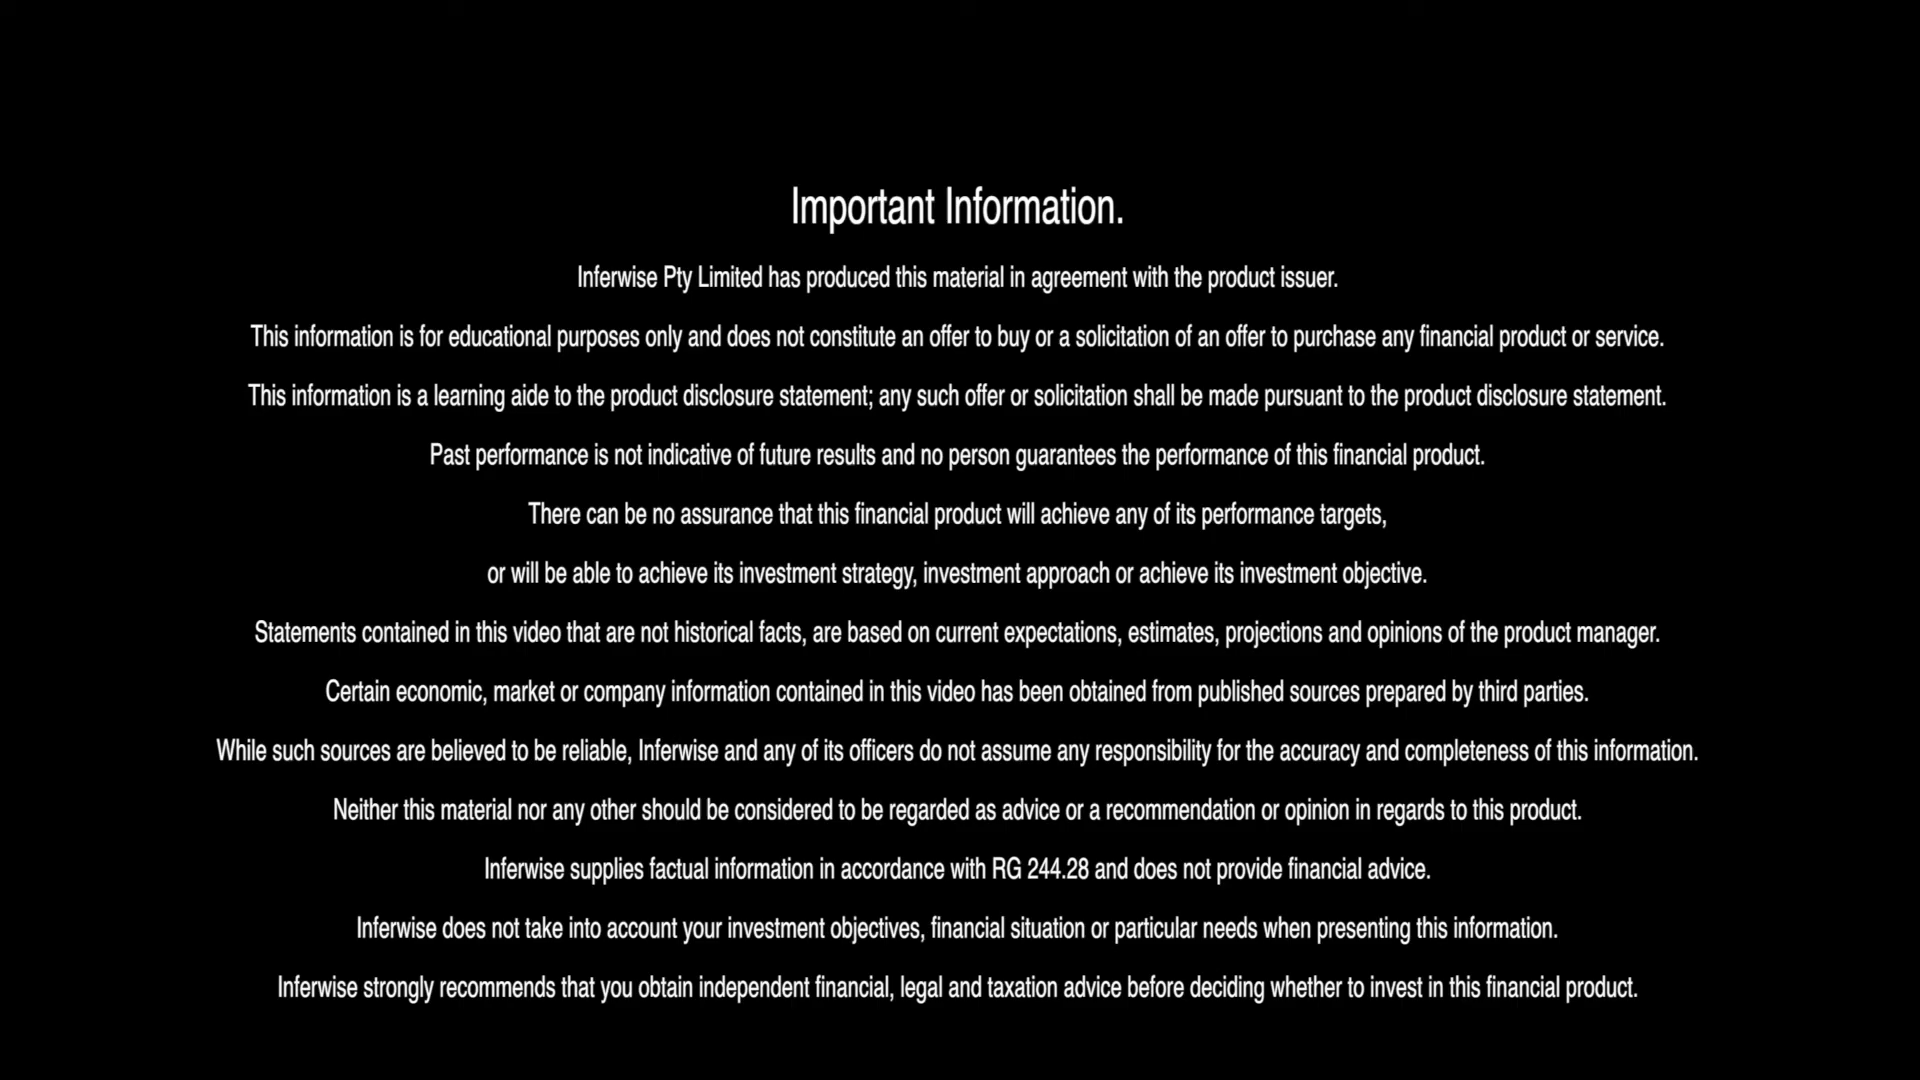 Important Information.
Inferwise Pty Limited has produced this material in agreement with the product issuer.
This information is for educational purposes only and does not constitute an offer to buy or a solicitation of an offer to purchase any financial product or service.
This information is a learning aide to the product disclosure statement; any such offer or solicitation shall be made pursuant to the product disclosure statement.
Past performance is not indicative of future results and no person guarantees the performance of this financial product.
There can be no assurance that this financial product will achieve any of its performance targets,
or will be able to achieve its investment strategy, investment approach or achieve its investment objective.
Statements contained in this video that are not historical facts, are based on current expectations, estimates, projections and opinions of the product manager.
Certain economic, market or company information contained in this video has been obtained from published sources prepared by third parties.
While such sources are believed to be reliable, Inferwise and any of its officers do not assume any responsibility for the accuracy and completeness of this information.
Neither this material nor any other should be considered to be regarded as advice or a recommendation or opinion in regards to this product.
Inferwise supplies factual information in accordance with RG 244.28 and does not provide financial advice.
Inferwise does not take into account your investment objectives, financial situation or particular needs when presenting this information.
Inferwise strongly recommends that you obtain independent financial, legal and taxation advice before deciding whether to invest in this financial product.